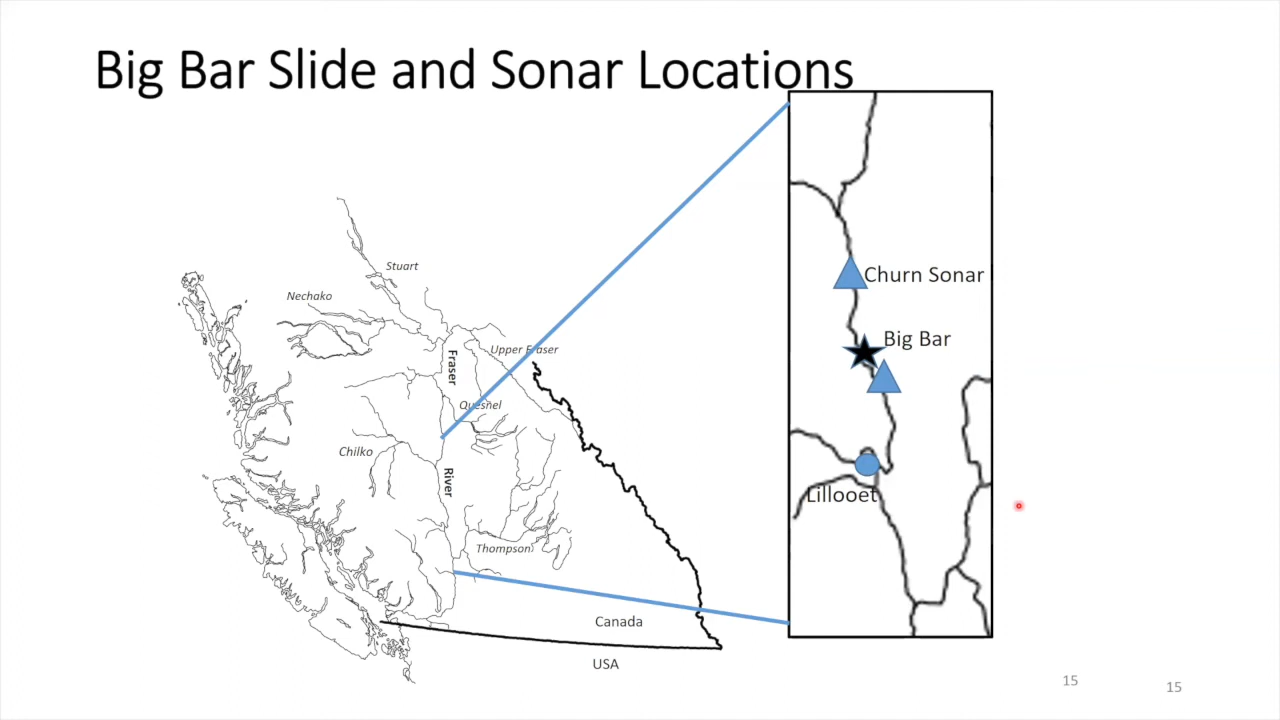 Big Bar Slide and Sonar Locations
Stuart
Nechako
Upper Fraser
Fraser
Quesnel
Chilko
River
Thompson
Canada
USA
Churn Sonar
Big Bar
Lillooet
15
15